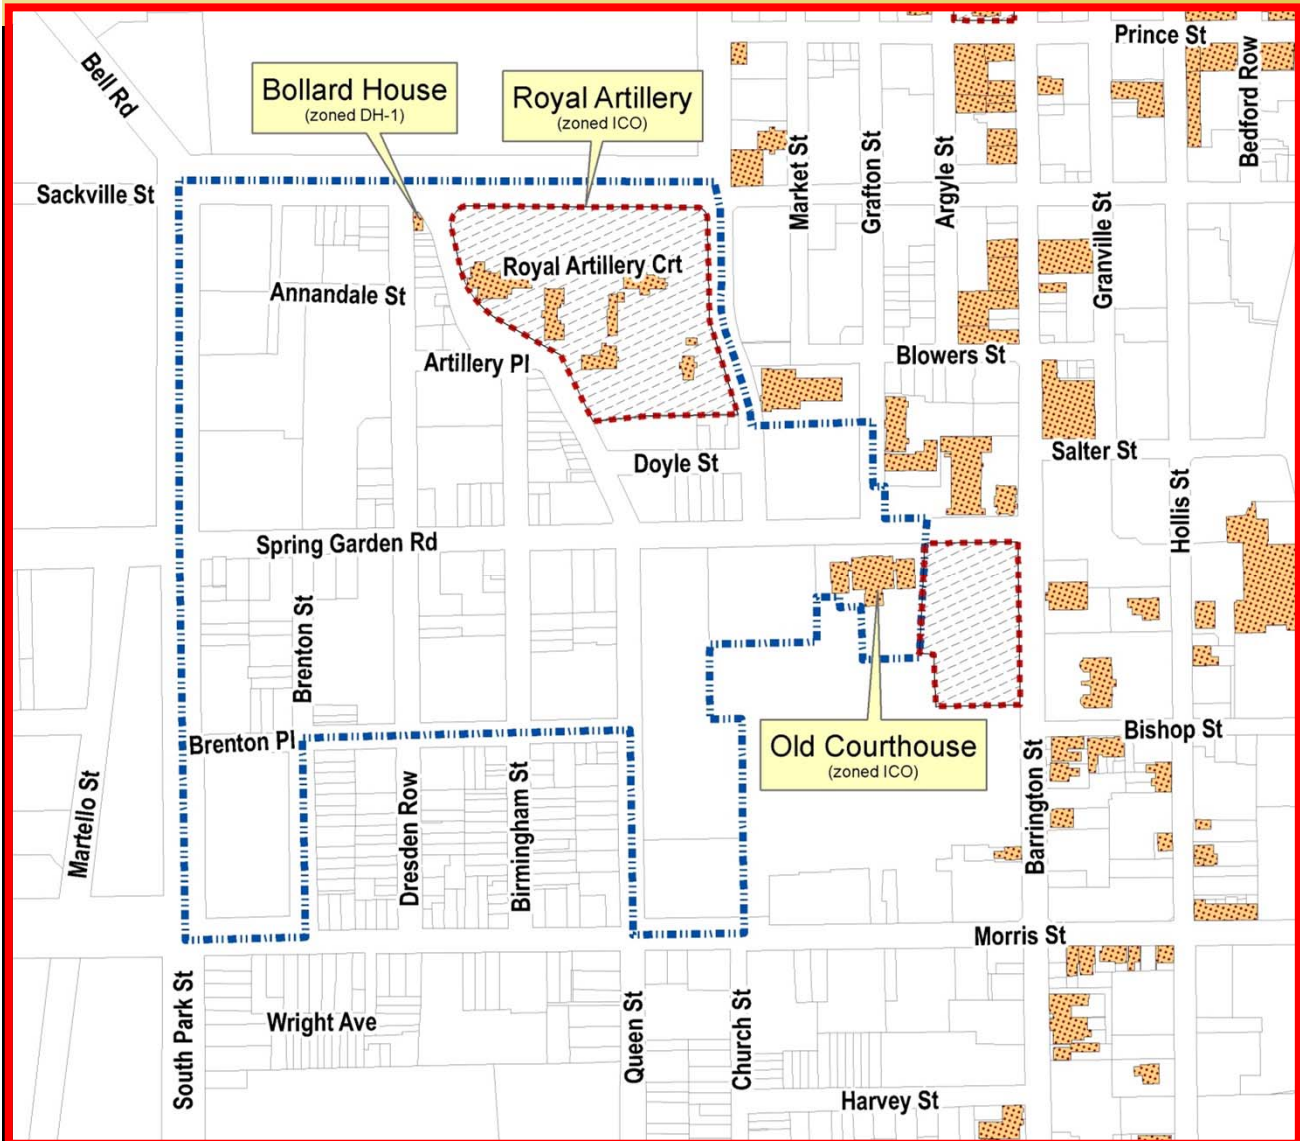 Prince St
Bell Rd
Bollard House
(zoned DH-1)
Royal Artillery
(zoned ICO)
Bedford Row
Market St
Grafton St
Argyle St
Sackville St
Granville St
Royal Artillery Crt
Annandale St
Artillery Pl
Blowers St
Doyle St
Salter St
Hollis St
Spring Garden Rd
Brenton St
Brenton Pl
Old Courthouse
(zoned ICO)
Bishop St
Martello St
Dresden Row
Birmingham St
Barrington St
Morris St
South Park St
Wright Ave
Queen St
Church St
Harvey St